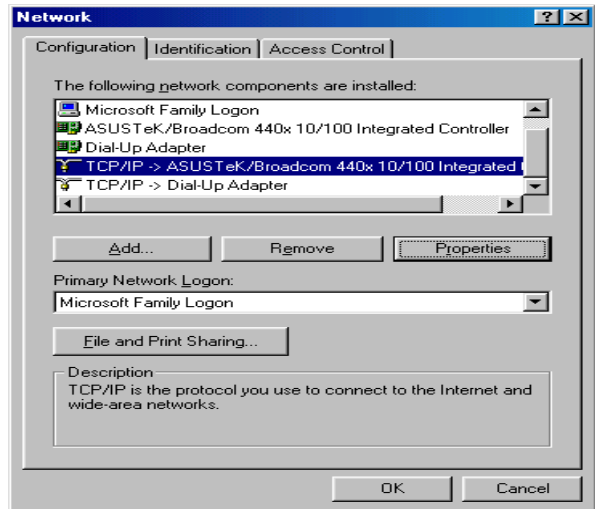 Network
Configuration Identification Access Control
The following network components are installed:
Microsoft Family Logon
ASUSTeK/Broadcom 440x 10/100 Integrated Controller
Dial-Up Adapter
TCP/IP -> ASUSTeK/Broadcom 440x 10/100 Integrated
TCP/IP -> Dial-Up Adapter
Add... Remove Properties
Primary Network Logon:
Microsoft Family Logon
File and Print Sharing...
Description
TCP/IP is the protocol you use to connect to the Internet and
wide-area networks.
OK Cancel